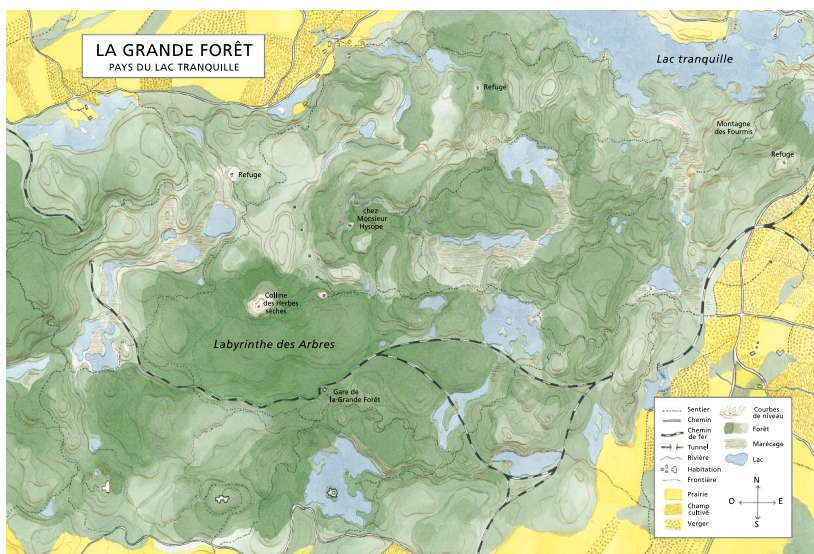 LA GRANDE FORÊT
PAYS DU LAC TRANQUILLE
Lac tranquille
Refuge
Montagne
des Fourmis
Refuge
Refuge
chez
Monsieur
Hysope
Colline
des Herbes
sèches
Labyrinthe des Arbres
Gare de
la Grande Forêt
Sentier
Chemin
Chemin
de fer
Tunnel
Rivière
Habitation
Frontière
Prairie
Champ
cultivé
Verger
Courbes
de niveau
Forêt
Marécage
Lac
N
O
E
S